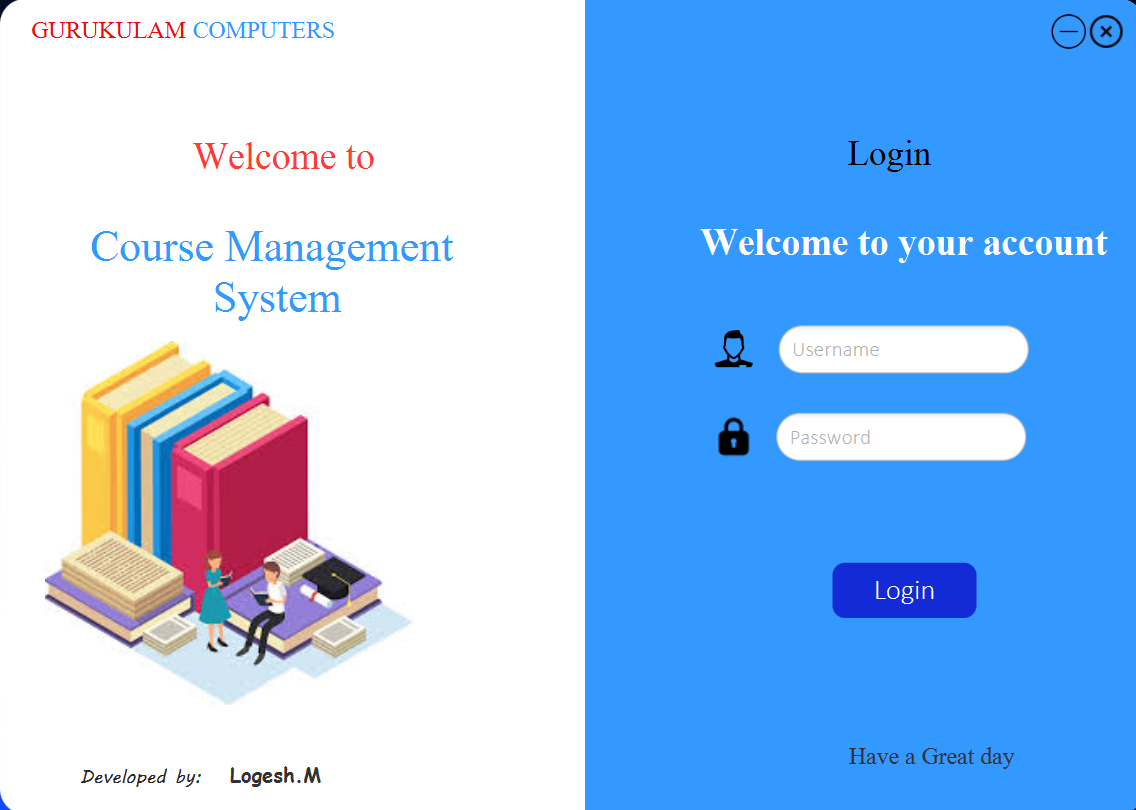 GURUKULAM COMPUTERS
Welcome to
Course Management
System
Developed by: Logesh.M
Login
Welcome to your account
Username
Password
Login
Have a Great day